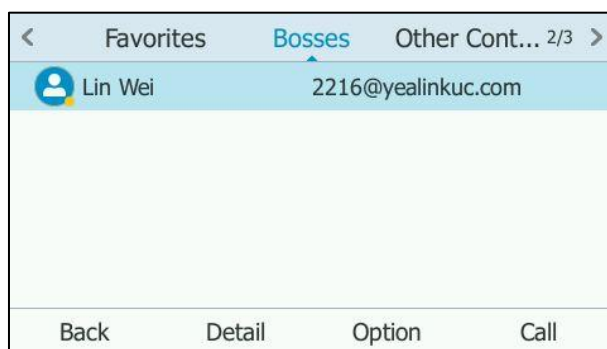 < Favorites Bosses Other Cont... 2/3 >
Lin Wei 2216@yealinkuc.com
Back Detail Option Call